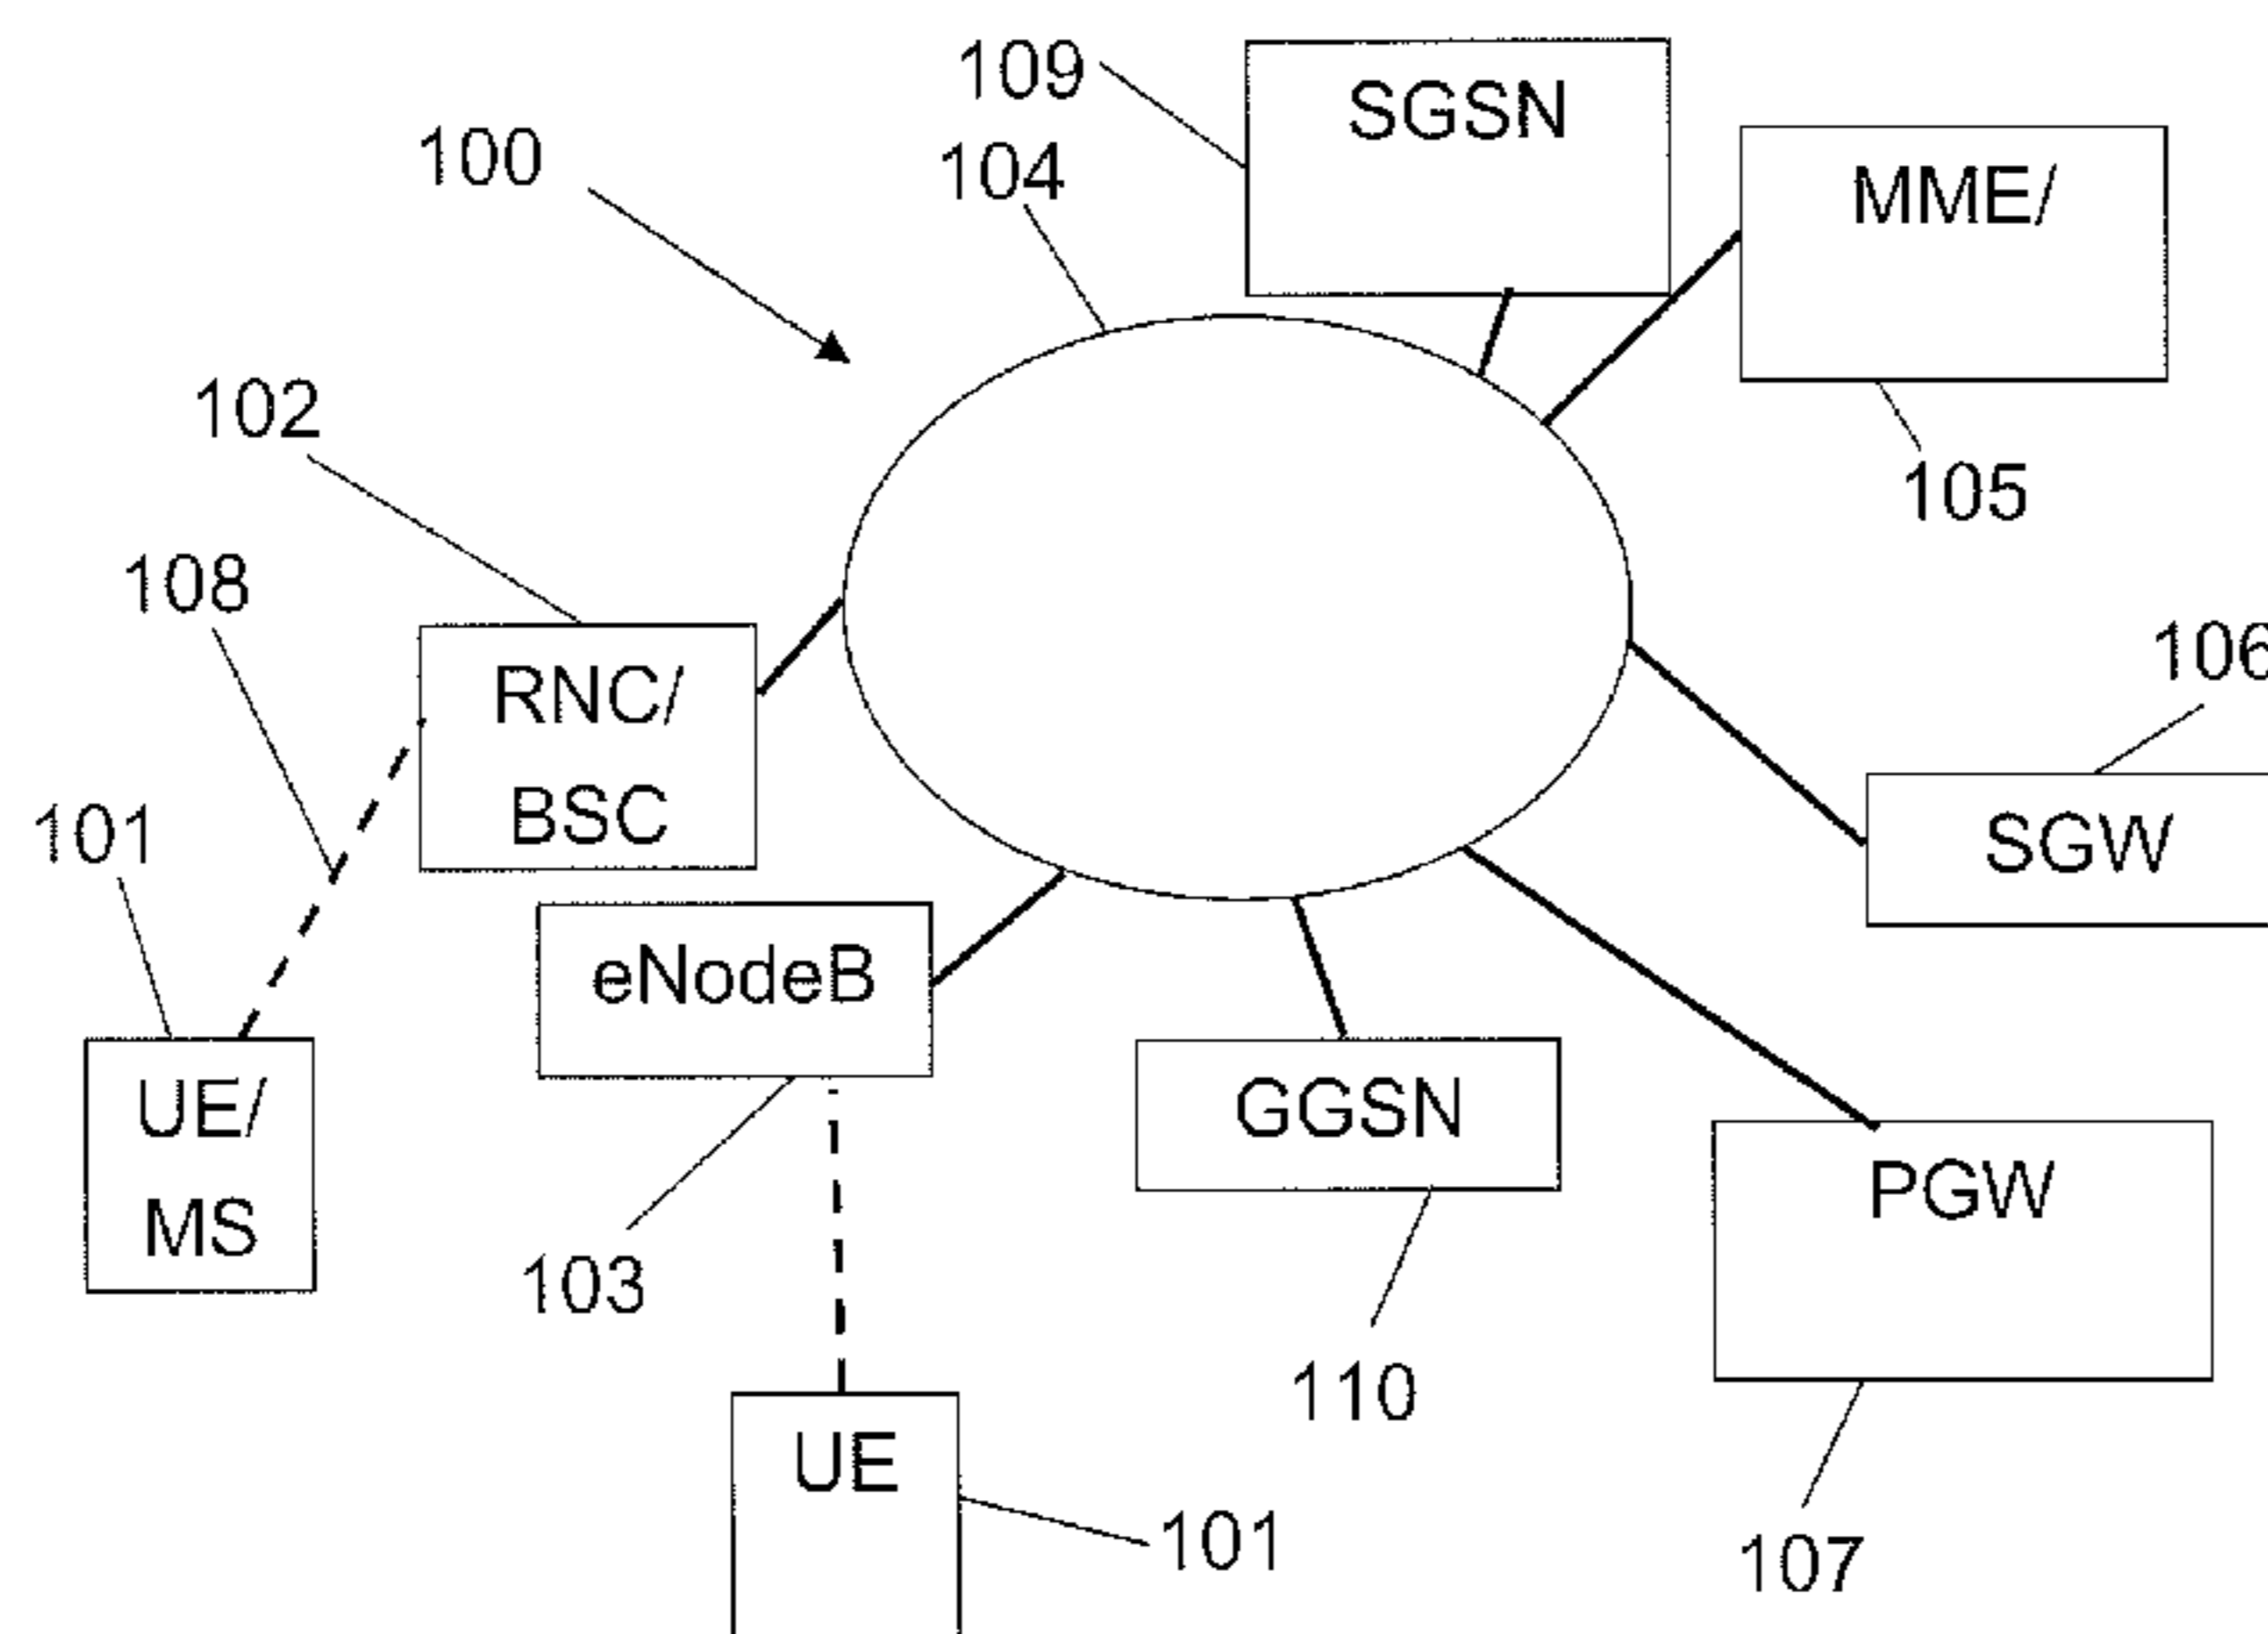 109
SGSN
100
104
MME/
102
105
108
106
RNC/
BSC
101
SGW
eNodeB
UE/
MS
GGSN
PGW
103
110
UE
101
107